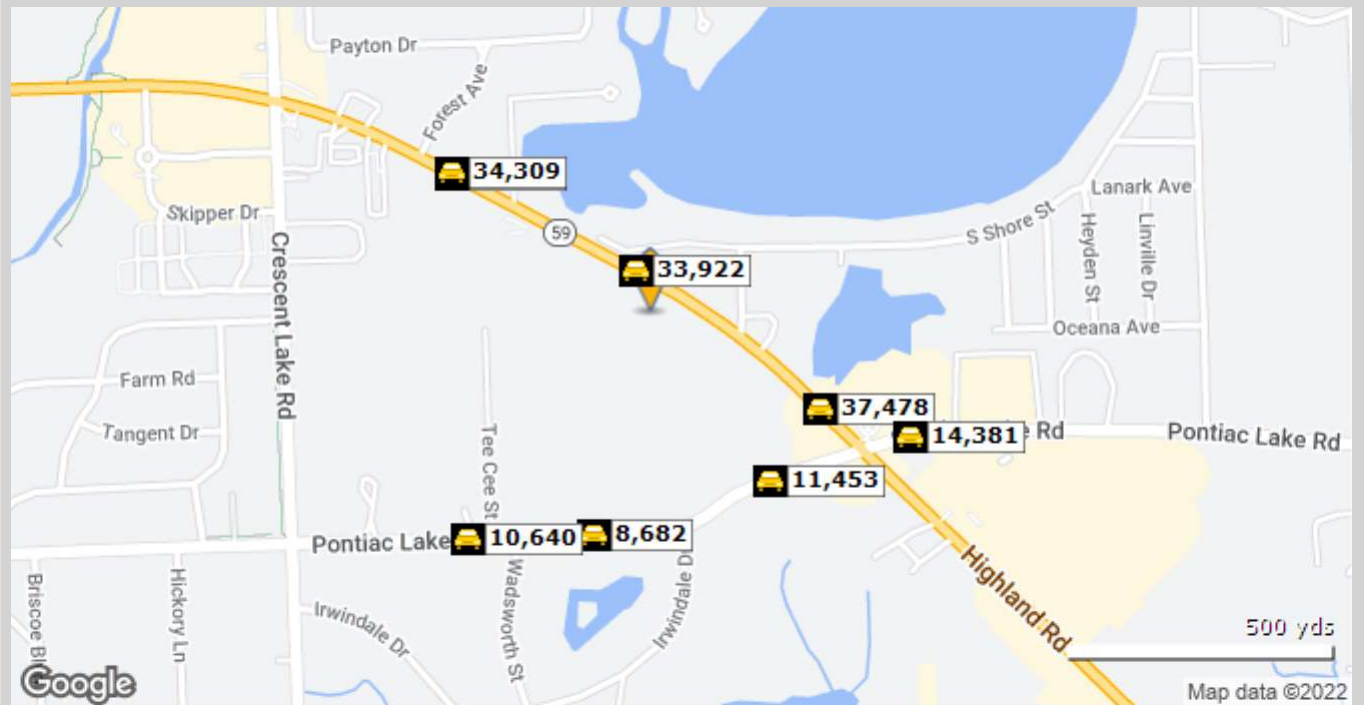 Payton Dr
Forest Ave
34,309
59
Skipper Dr
Crescent Lake Rd
33,922
S Shore St
Lanark Ave
Heyden St
Linville Dr
Oceana Ave
Farm Rd
Tangent Dr
Tee Cee St
37,478
14,381
Rd
Pontiac Lake Rd
11,453
Pontiac Lake
10,640
8,682
Briscoe
Hickory Ln
Irwindale Dr
Wadsworth St
Irwindale
Highland Rd
500 yds
Google
Map data ©2022